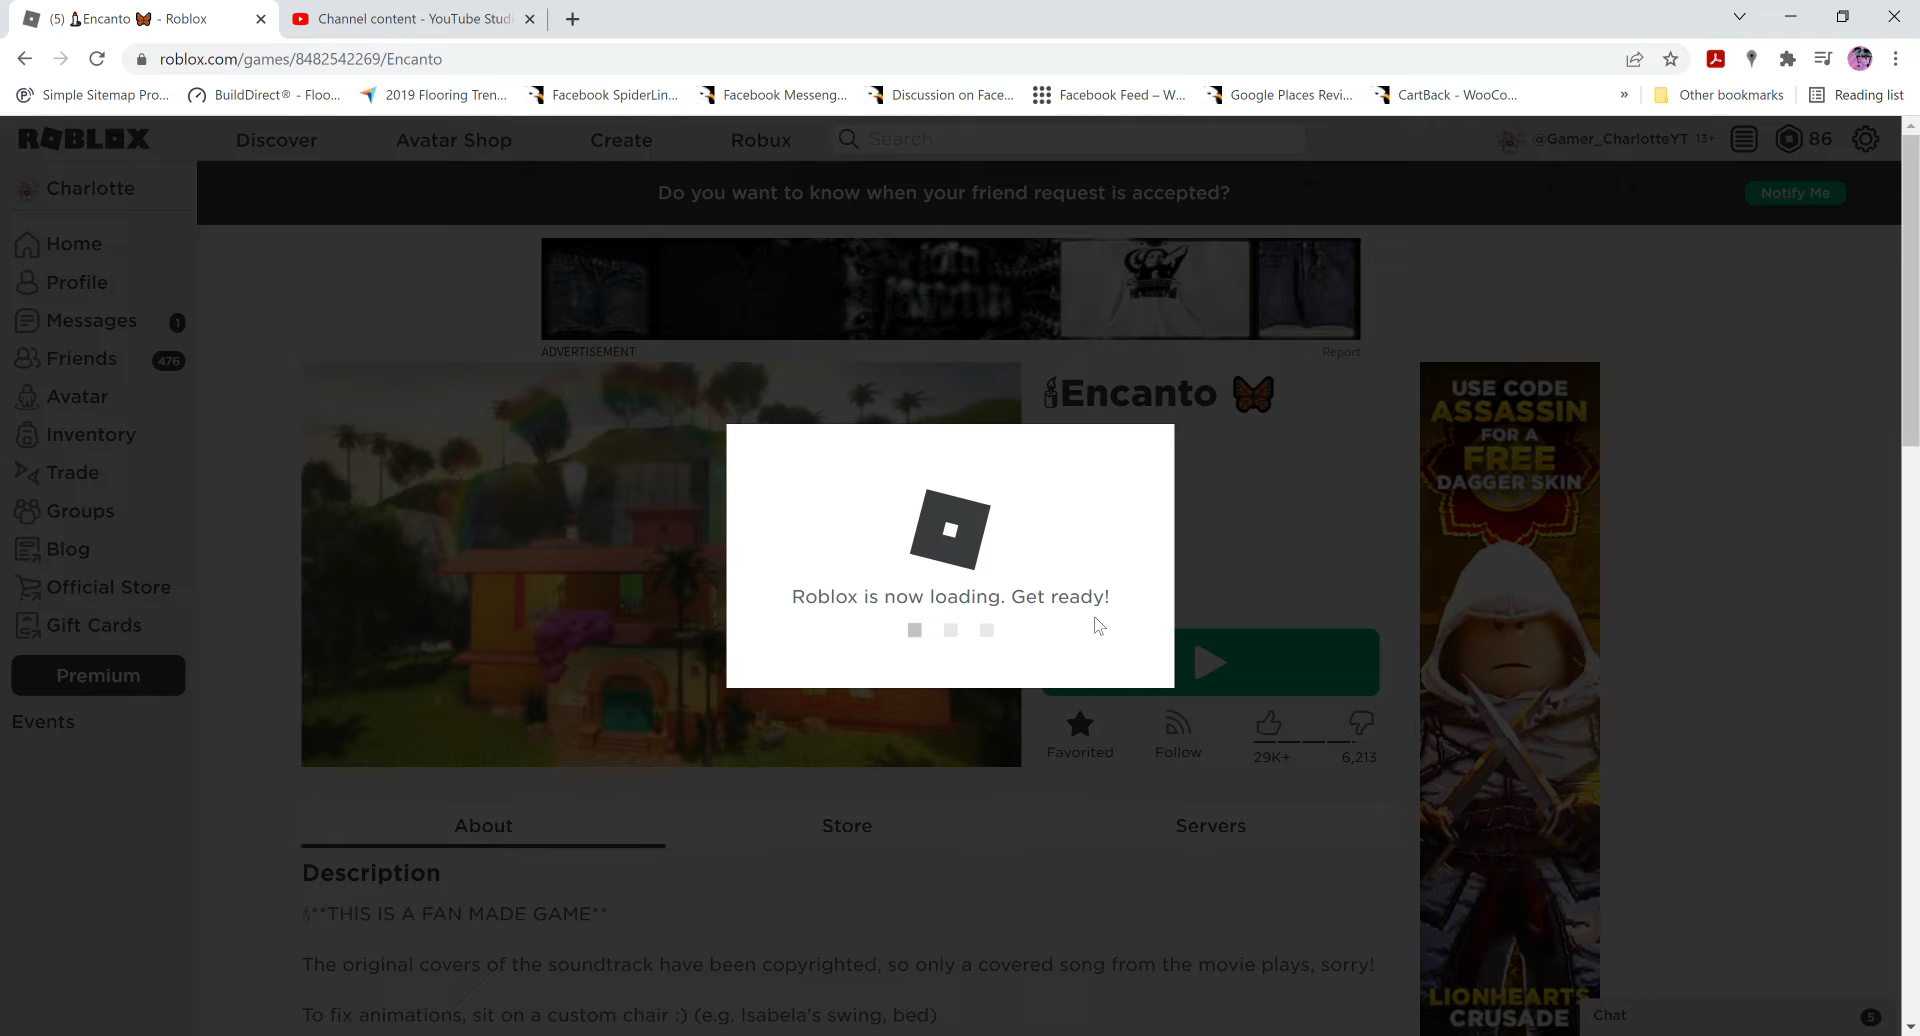 (5) Encanto - Roblox
Channel content - YouTube Studi
roblox.com/games/8482542269/Encanto
Simple Sitemap Pro...
BuildDirect® - Floo...
2019 Flooring Tren...
Facebook SpiderLin...
Facebook Messeng...
Discussion on Face...
Facebook Feed – W...
Google Places Revi...
CartBack - WooCo...
»
Other bookmarks
Reading list
ROBLOX
Discover
Avatar Shop
Create
Robux
Search
@Gamer_CharlotteYT 13+
86
Charlotte
Do you want to know when your friend request is accepted?
Notify Me
Home
Profile
Messages 1
Friends 476
Avatar
Inventory
Trade
Groups
Blog
Official Store
Gift Cards
Premium
Events
ADVERTISEMENT
Report
Encanto
Roblox is now loading. Get ready!
Favorited
Follow
29K+
6,213
About
Store
Servers
Description
**THIS IS A FAN MADE GAME**
The original covers of the soundtrack have been copyrighted, so only a covered song from the movie plays, sorry!
To fix animations, sit on a custom chair :) (e.g. Isabela's swing, bed)
USE CODE
ASSASSIN
FOR A
FREE
DAGGER SKIN
LIONHEARTS
CRUSADE
Chat
5